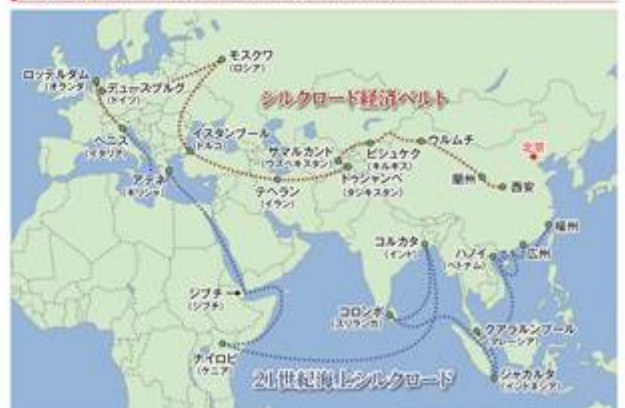 モスクワ
(ロシア)
ロッテルダム
(オランダ
デュースブルグ
(ドイツ)
シルクロード経済ベルト
ベニス
(イタリア)
イスタンブール
(トルコ
サマルカンド
(ウズベキスタン)
ビシュケク
(キルギス)
ウルムチ
北京
アテネ
(ギリシャ)
テヘラン
(イラン)
ドゥシャンベ
(タジキスタン)
蘭州
西安
コルカタ
(インド)
ハノイ
(ベトナム)
福州
広州
ジブチ
(ジブチ)
コロンボ
(スリランカ)
クアラルンプール
(マレーシア)
ナイロビ
(ケニア)
21世紀海上シルクロード
ジャカルタ
(インドネシア)